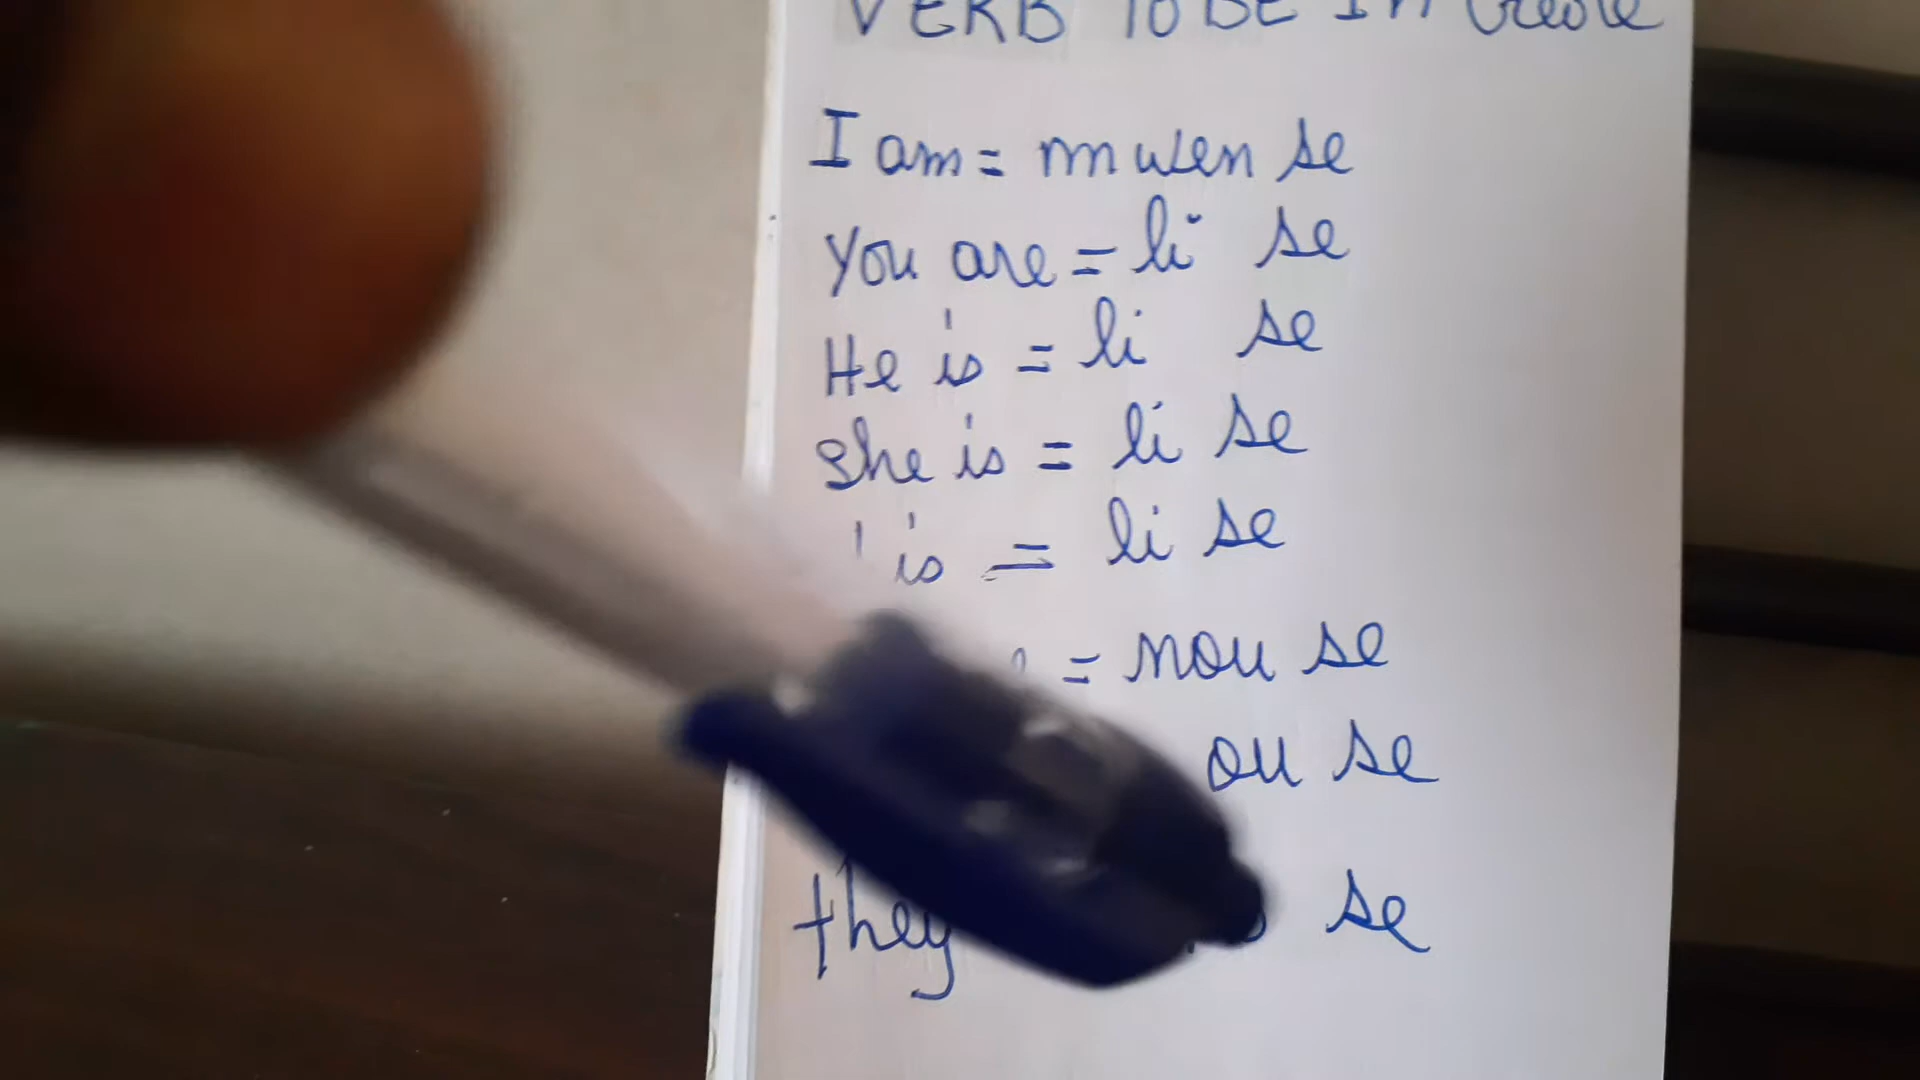 VERB TO BE In Creole
I am = mwen se
You are = li se
He is = li se
she is = li se
is = li se
= nou se
ou se
they se